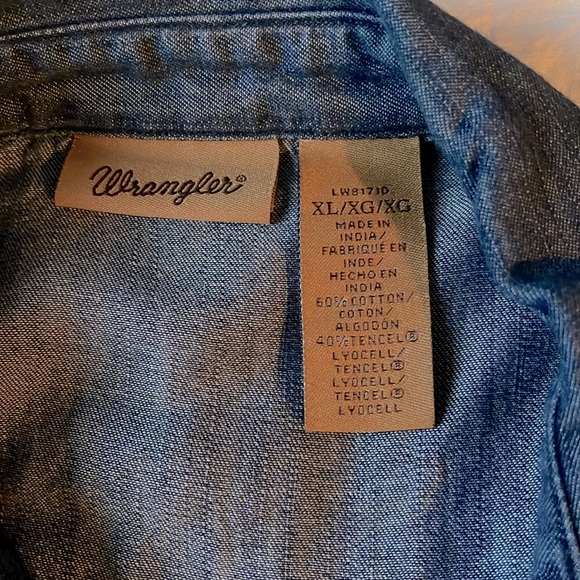 Wrangler®
LW8171D
XL/XG/XG
MADE IN
INDIA/
FABRIQUÉ EN
INDE/
HECHO EN
INDIA
60% COTTON/
COTON/
ALGODÓN
40% TENCEL®
LYOCELL/
TENCEL®
LYOCELL/
TENCEL®
LYOCELL